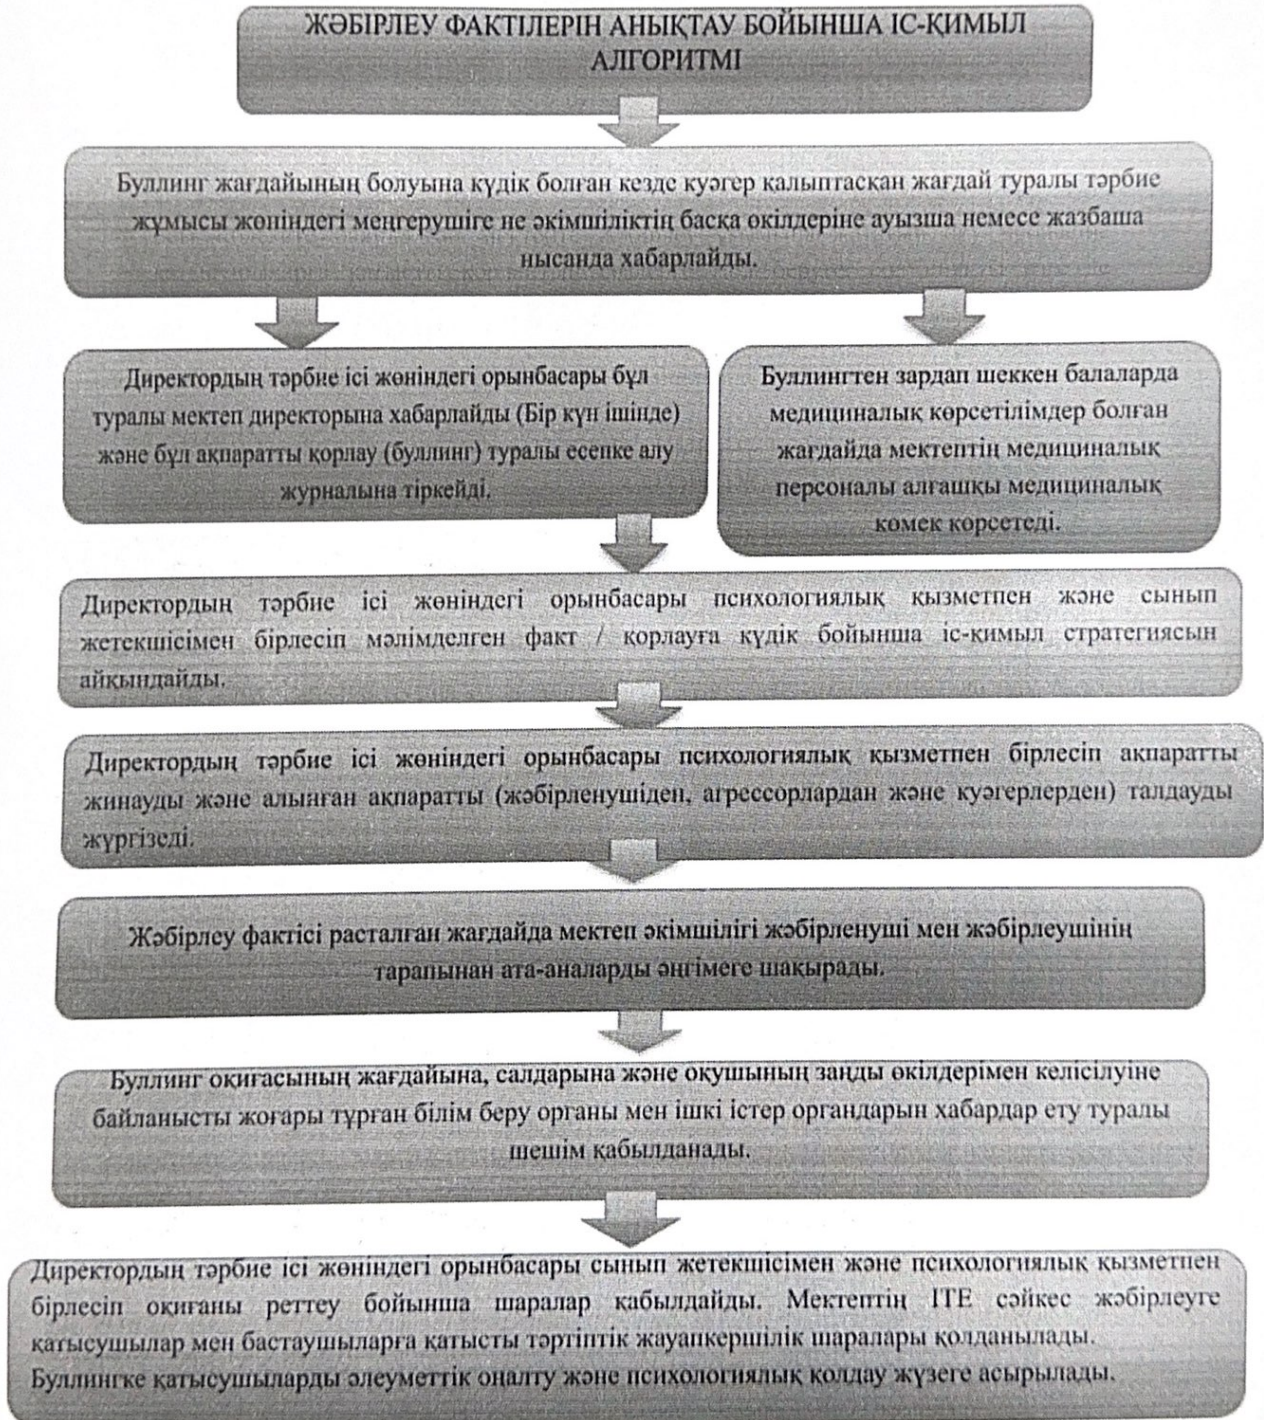 ЖӘБІРЛЕУ ФАКТІЛЕРІН АНЫҚТАУ БОЙЫНША ІС-ҚИМЫЛ
АЛГОРИТМІ
Буллинг жағдайының болуына күдік болған кезде куәгер қалыптасқан жағдай туралы тәрбие
жұмысы жөніндегі меңгерушіге не әкімшіліктің басқа өкілдеріне ауызша немесе жазбаша
нысанда хабарлайды.
Директордың тәрбие ісі жөніндегі орынбасары бұл
туралы мектеп директорына хабарлайды (Бір күн ішінде)
және бұл ақпаратты қорлау (буллинг) туралы есепке алу
журналына тіркейді.
Буллингтен зардап шеккен балаларда
медициналық көрсетілімдер болған
жағдайда мектептің медициналық
персоналы алғашқы медициналық
көмек көрсетеді.
Директордың тәрбие ісі жөніндегі орынбасары психологиялық қызметпен және сынып
жетекшісімен бірлесіп мәлімделген факт / қорлауға күдік бойынша іс-қимыл стратегиясын
айқындайды.
Директордың тәрбие ісі жөніндегі орынбасары психологиялық қызметпен бірлесіп ақпаратты
жинауды және алынған ақпаратты (жәбірленушіден, агрессорлардан және куәгерлерден) талдауды
жүргізеді.
Жәбірлеу фактісі расталған жағдайда мектеп әкімшілігі жәбірленуші мен жәбірлеушінің
тарапынан ата-аналарды әңгімеге шақырады.
Буллинг оқиғасының жағдайына, салдарына және оқушының заңды өкілдерімен келісілуіне
байланысты жоғары тұрған білім беру органы мен ішкі істер органдарын хабардар ету туралы
шешім қабылданады.
Директордың тәрбие ісі жөніндегі орынбасары сынып жетекшісімен және психологиялық қызметпен
бірлесіп оқиғаны реттеу бойынша шаралар қабылдайды. Мектептің ІТЕ сәйкес жәбірлеуге
қатысушылар мен бастаушыларға қатысты тәртіптік жауапкершілік шаралары қолданылады.
Буллингке қатысушыларды әлеуметтік оңалту және психологиялық қолдау жүзеге асырылады.